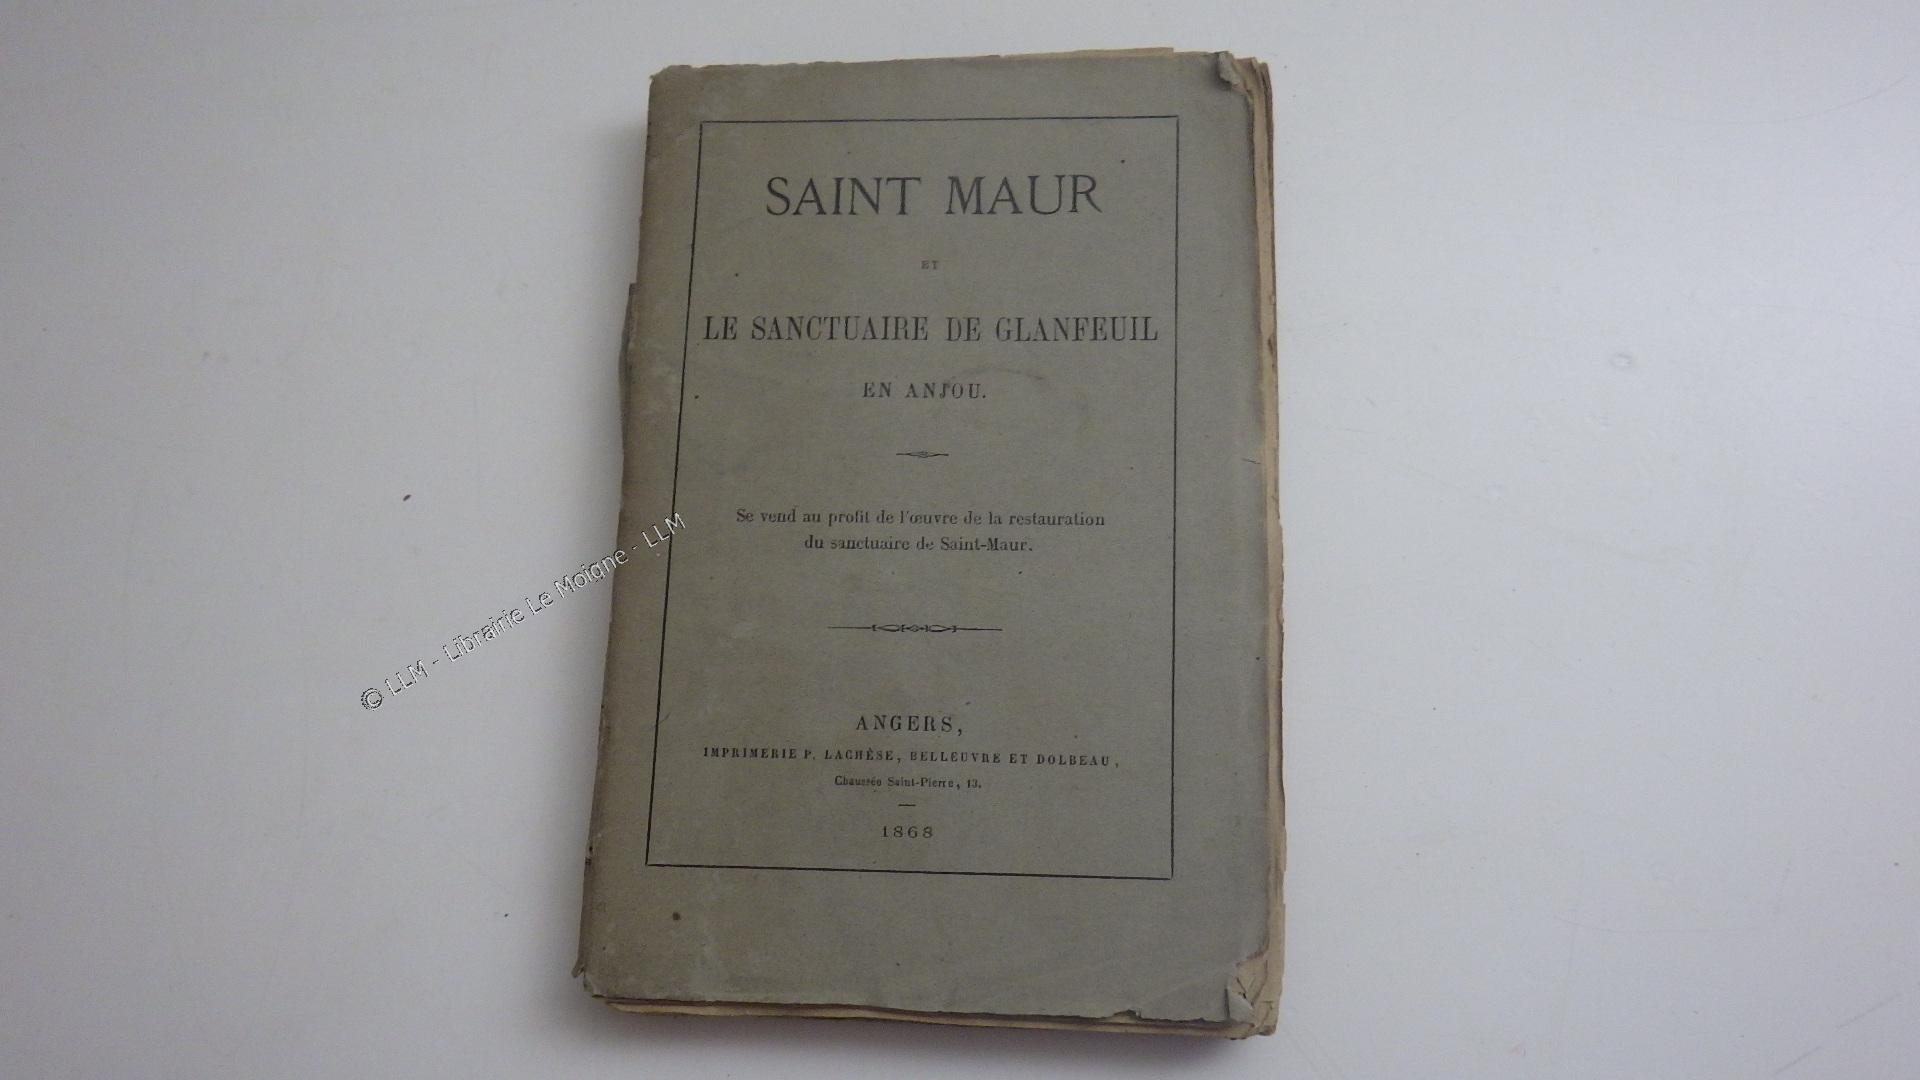 SAINT MAUR
ET
LE SANCTUAIRE DE GLANFEUIL
EN ANJOU.
Se vend au profit de l'œuvre de la restauration
du sanctuaire de Saint-Maur.
ANGERS,
IMPRIMERIE P. LACHÈSE, BELLEUVRE ET DOLBEAU,
Chaussée Saint-Pierre, 13.
1868
© LLM - Librairie Le Moigne - LLM